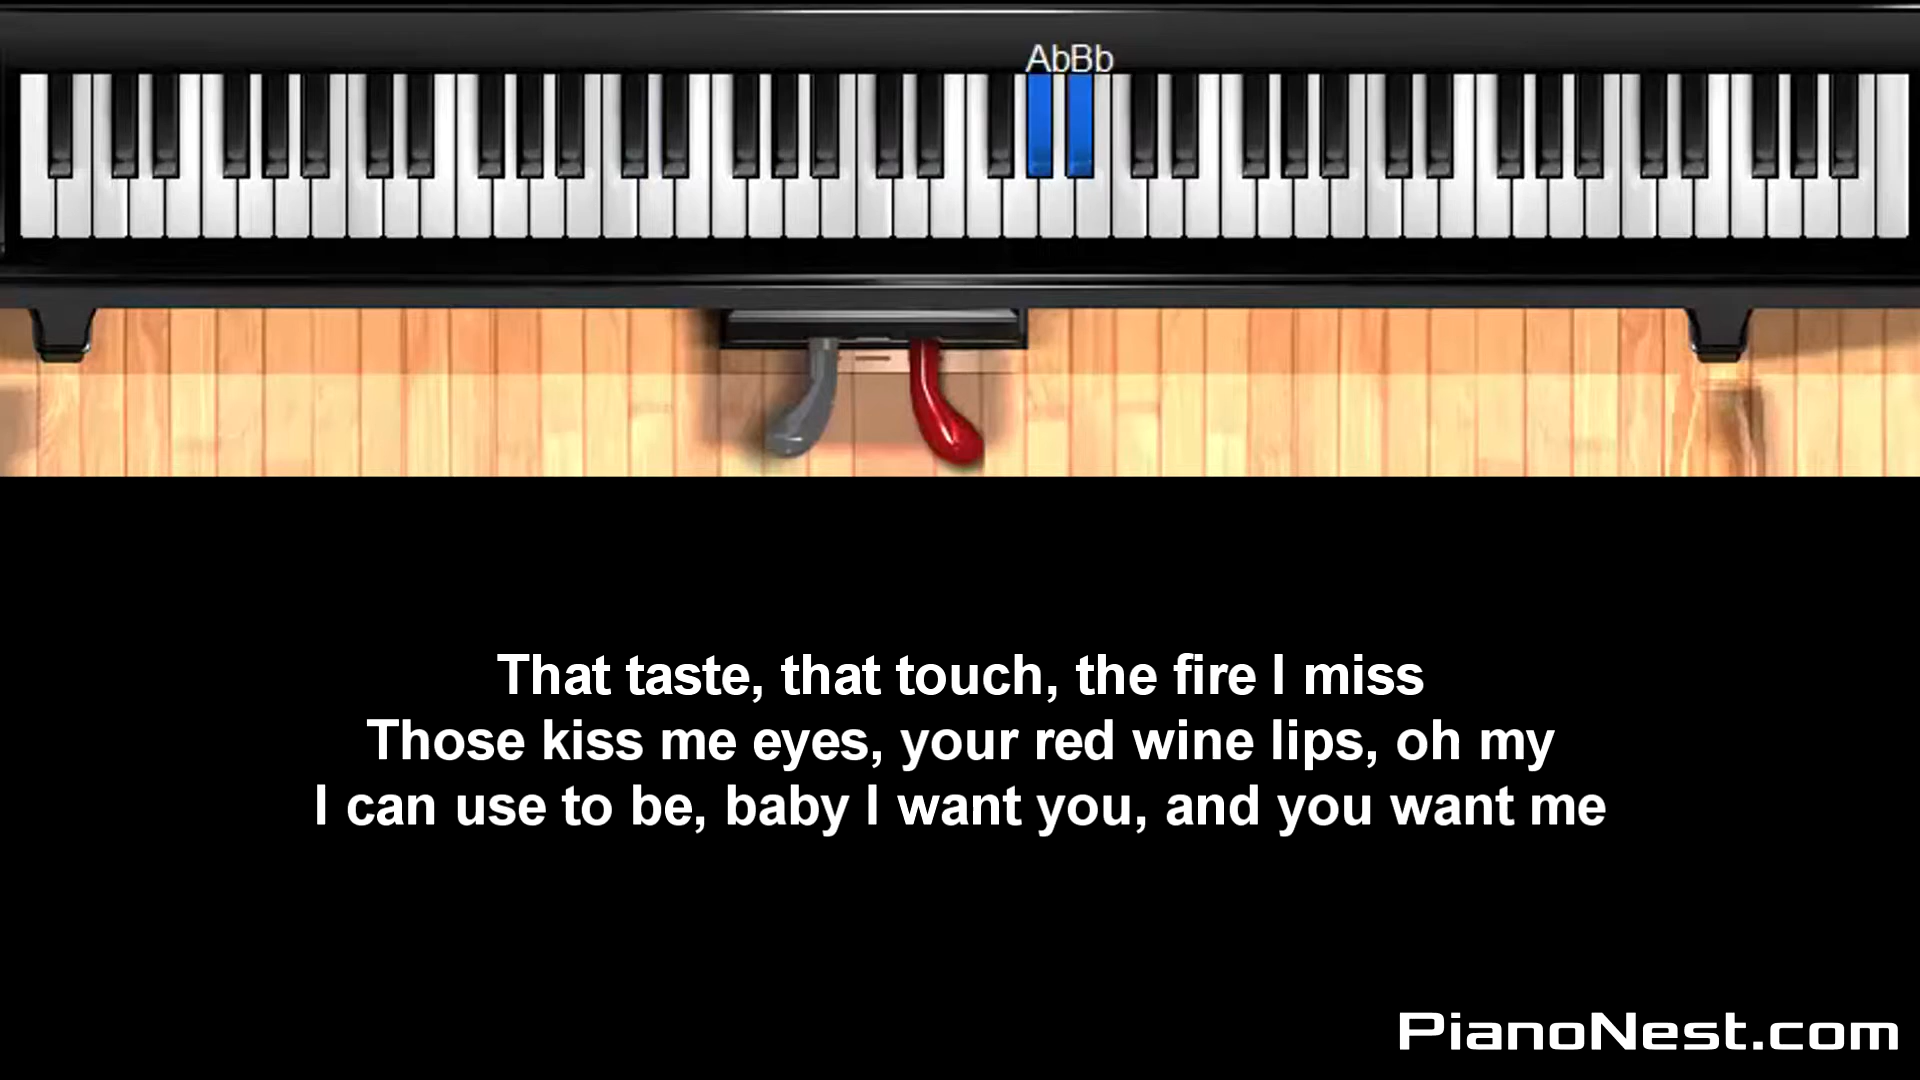 AbBb
That taste, that touch, the fire I miss
Those kiss me eyes, your red wine lips, oh my
I can use to be, baby I want you, and you want me
PianoNest.com